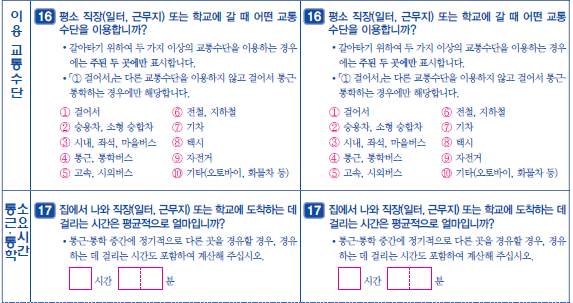 이용 교통수단
16 평소 직장(일터, 근무지) 또는 학교에 갈 때 어떤 교통
수단을 이용합니까?
• 갈아타기 위하여 두 가지 이상의 교통수단을 이용하는 경우
에는 주된 두 곳에만 표시합니다.
• 「① 걸어서」는 다른 교통수단을 이용하지 않고 걸어서 통근·
통학하는 경우에만 해당합니다.
① 걸어서 ⑥ 전철, 지하철
② 승용차, 소형 승합차 ⑦ 기차
③ 시내, 좌석, 마을버스 ⑧ 택시
④ 통근, 통학버스 ⑨ 자전거
⑤ 고속, 시외버스 ⑩ 기타(오토바이, 화물차 등)
16 평소 직장(일터, 근무지) 또는 학교에 갈 때 어떤 교통
수단을 이용합니까?
• 갈아타기 위하여 두 가지 이상의 교통수단을 이용하는 경우
에는 주된 두 곳에만 표시합니다.
• 「① 걸어서」는 다른 교통수단을 이용하지 않고 걸어서 통근·
통학하는 경우에만 해당합니다.
① 걸어서 ⑥ 전철, 지하철
② 승용차, 소형 승합차 ⑦ 기차
③ 시내, 좌석, 마을버스 ⑧ 택시
④ 통근, 통학버스 ⑨ 자전거
⑤ 고속, 시외버스 ⑩ 기타(오토바이, 화물차 등)
통근·통학
소요시간
17 집에서 나와 직장(일터, 근무지) 또는 학교에 도착하는 데
걸리는 시간은 평균적으로 얼마입니까?
• 통근·통학 중간에 정기적으로 다른 곳을 경유할 경우, 경유
하는 데 걸리는 시간도 포함하여 계산해 주십시오.
시간 분
17 집에서 나와 직장(일터, 근무지) 또는 학교에 도착하는 데
걸리는 시간은 평균적으로 얼마입니까?
• 통근·통학 중간에 정기적으로 다른 곳을 경유할 경우, 경유
하는 데 걸리는 시간도 포함하여 계산해 주십시오.
시간 분